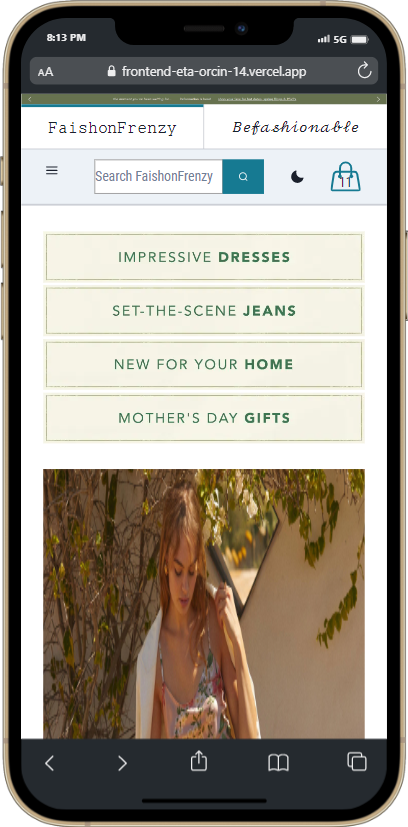 8:13 PM
5G
AA
frontend-eta-orcin-14.vercel.app
FaishonFrenzy
Befashionable
Search FaishonFrenzy
11
IMPRESSIVE DRESSES
SET-THE-SCENE JEANS
NEW FOR YOUR HOME
MOTHER'S DAY GIFTS